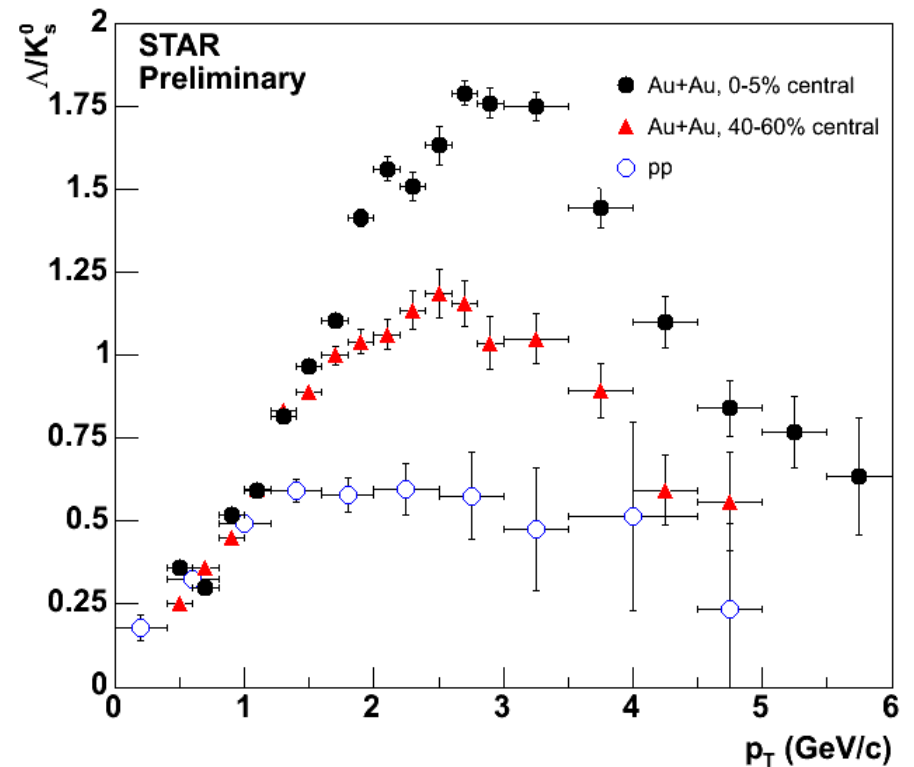 STAR
Preliminary
Au+Au, 0-5% central
Au+Au, 40-60% central
pp
Λ/K⁰ₛ
2
1.75
1.5
1.25
1
0.75
0.5
0.25
0
0 1 2 3 4 5 6
p_T (GeV/c)